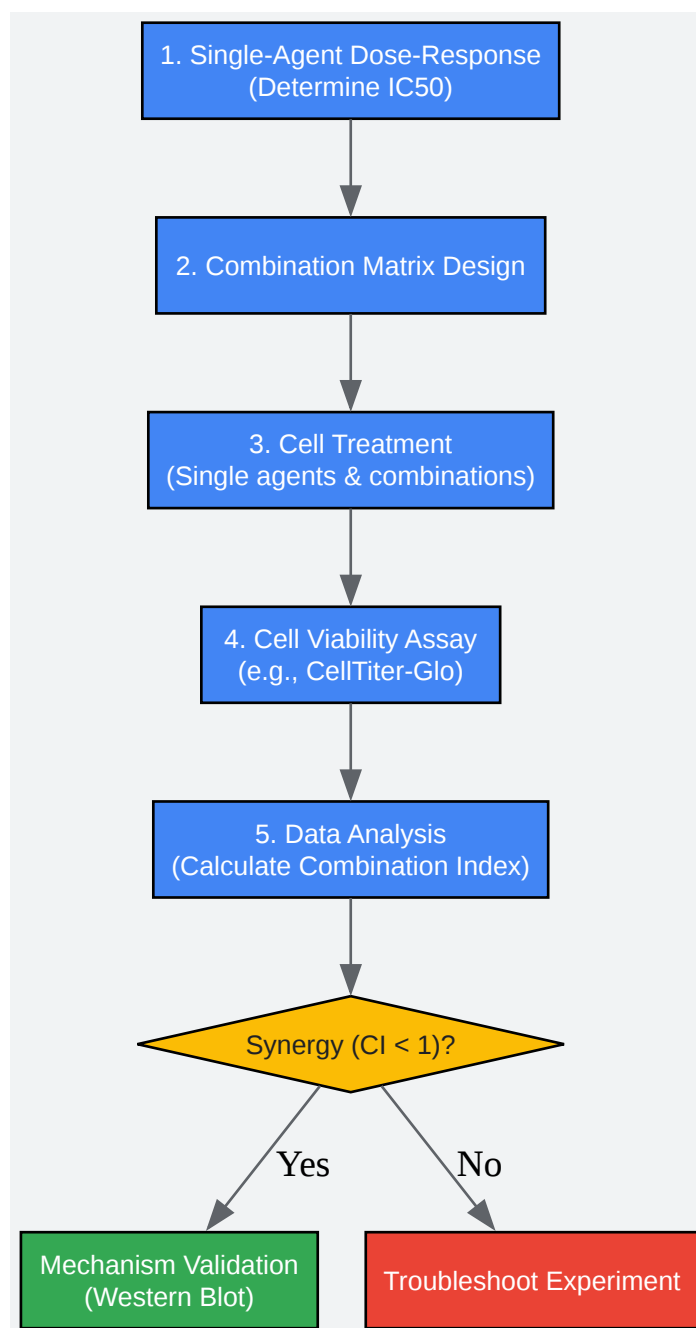 1. Single-Agent Dose-Response
(Determine IC50)
2. Combination Matrix Design
3. Cell Treatment
(Single agents & combinations)
4. Cell Viability Assay
(e.g., CellTiter-Glo)
5. Data Analysis
(Calculate Combination Index)
Synergy (CI < 1)?
Yes
No
Mechanism Validation
(Western Blot)
Troubleshoot Experiment